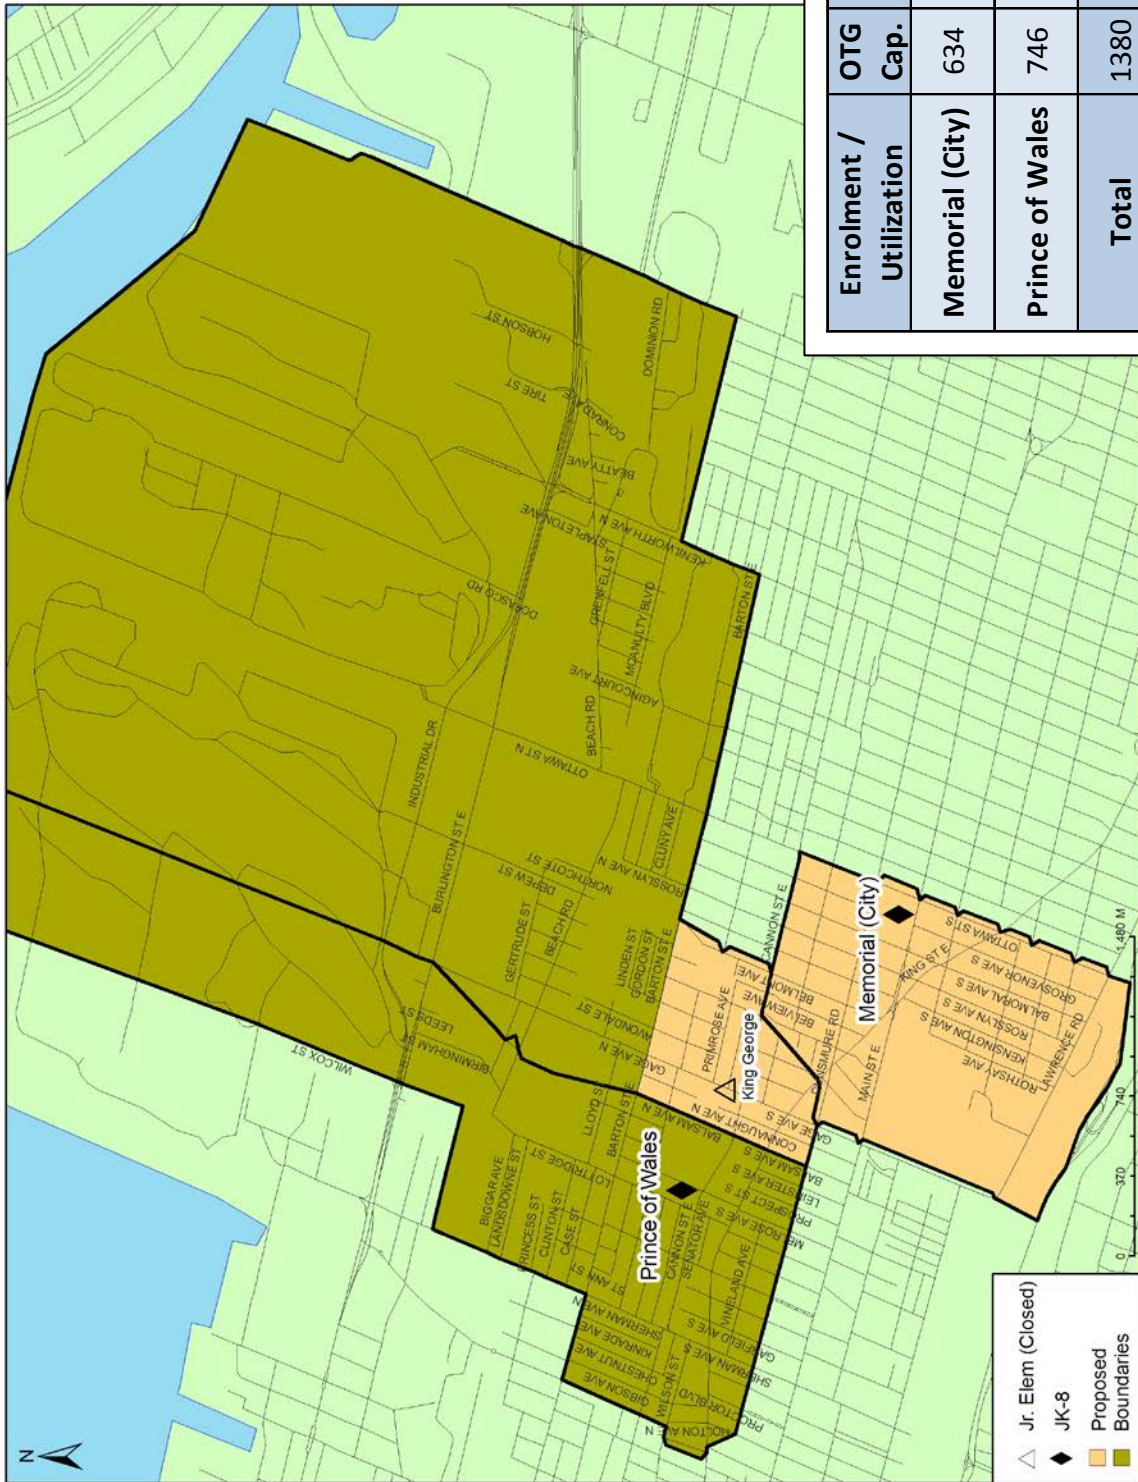 N
HOBSON ST
TIRE ST
CONRAD AVE
BEATTY AVE
DOMINION RD
KENILWORTH AVE N
STAPLETON AVE
GRENFELL ST
MCANULTY BLVD
DOFASCO RD
BARTON ST E
AGINCOURT AVE
BEACH RD
OTTAWA ST N
INDUSTRIAL DR
BURLINGTON ST E
CLUNY AVE
ROSSLYN AVE N
NORTHCOTE ST
DEPEW ST
GERTRUDE ST
BEACH RD
LINDEN ST
GORDON ST
BARTON ST E
AVONDALE ST
GAGE AVE N
LEEDS ST
BIRMINGHAM S
WILCOX ST
LLOYD S
BARTON ST E
LOTTRIDGE ST
BIGGAR AVE
LANDSDOWNE ST
PRINCESS ST
CLINTON ST
CASE ST
ST ANN ST
Prince of Wales
CANNON ST E
SENATOR AVE
VINELAND AVE
SHERMAN AVE N
KINRADE AVE
CHESTNUT AVE
GIBSON AVE
WILSON ST
HOLTON AVE N
PROCTOR BLVD
SHERMAN AVE S
GARFIELD AVE S
MELROSE AVE S
PROSPECT ST S
LEINSTER AVE S
BALSAM AVE S
BALSAM AVE N
CONNAUGHT AVE N
GAGE AVE S
PRIMROSE AVE
King George
BELVIEW AVE
BELMONT AVE
CANNON ST E
DUNSMURE RD
MAIN ST E
Memorial (City)
KING ST E
OTTAWA ST S
GROSVENOR AVE S
BALMORAL AVE S
ROSSLYN AVE S
KENSINGTON AVE S
ROTHSAY AVE
LAWRENCE RD
0 370 740 1,480 M
Jr. Elem (Closed)
JK-8
Proposed
Boundaries
Enrolment / Utilization OTG Cap.
Memorial (City) 634
Prince of Wales 746
Total 1380